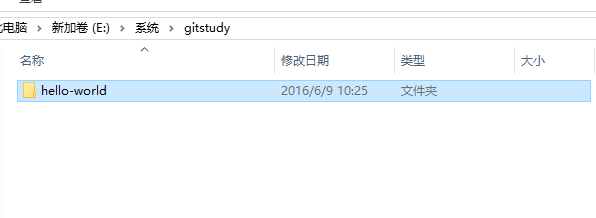 此电脑 > 新加卷 (E:) > 系统 > gitstudy
名称 修改日期 类型 大小
hello-world 2016/6/9 10:25 文件夹